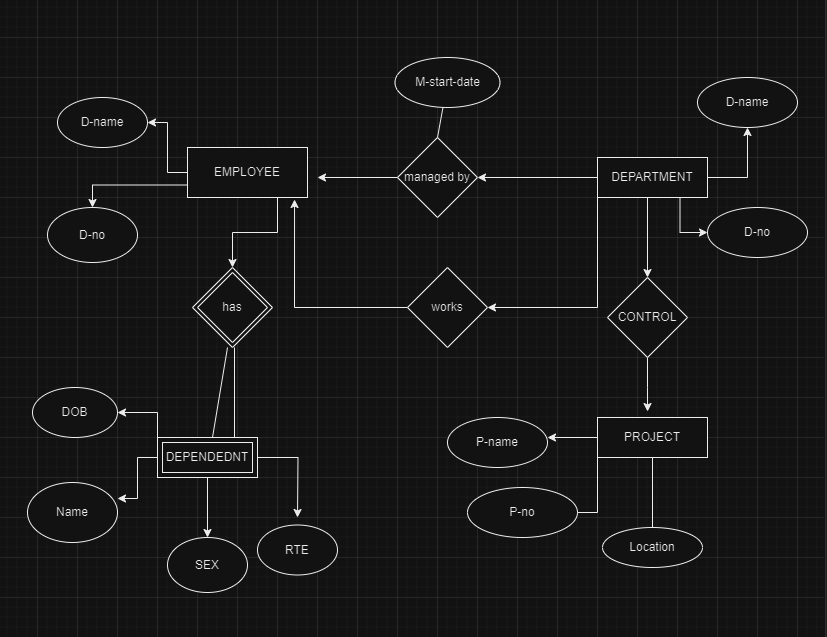 M-start-date
D-name
D-name
EMPLOYEE
managed by
DEPARTMENT
D-no
D-no
has
works
CONTROL
DOB
P-name
PROJECT
DEPENDEDNT
Name
P-no
SEX
RTE
Location